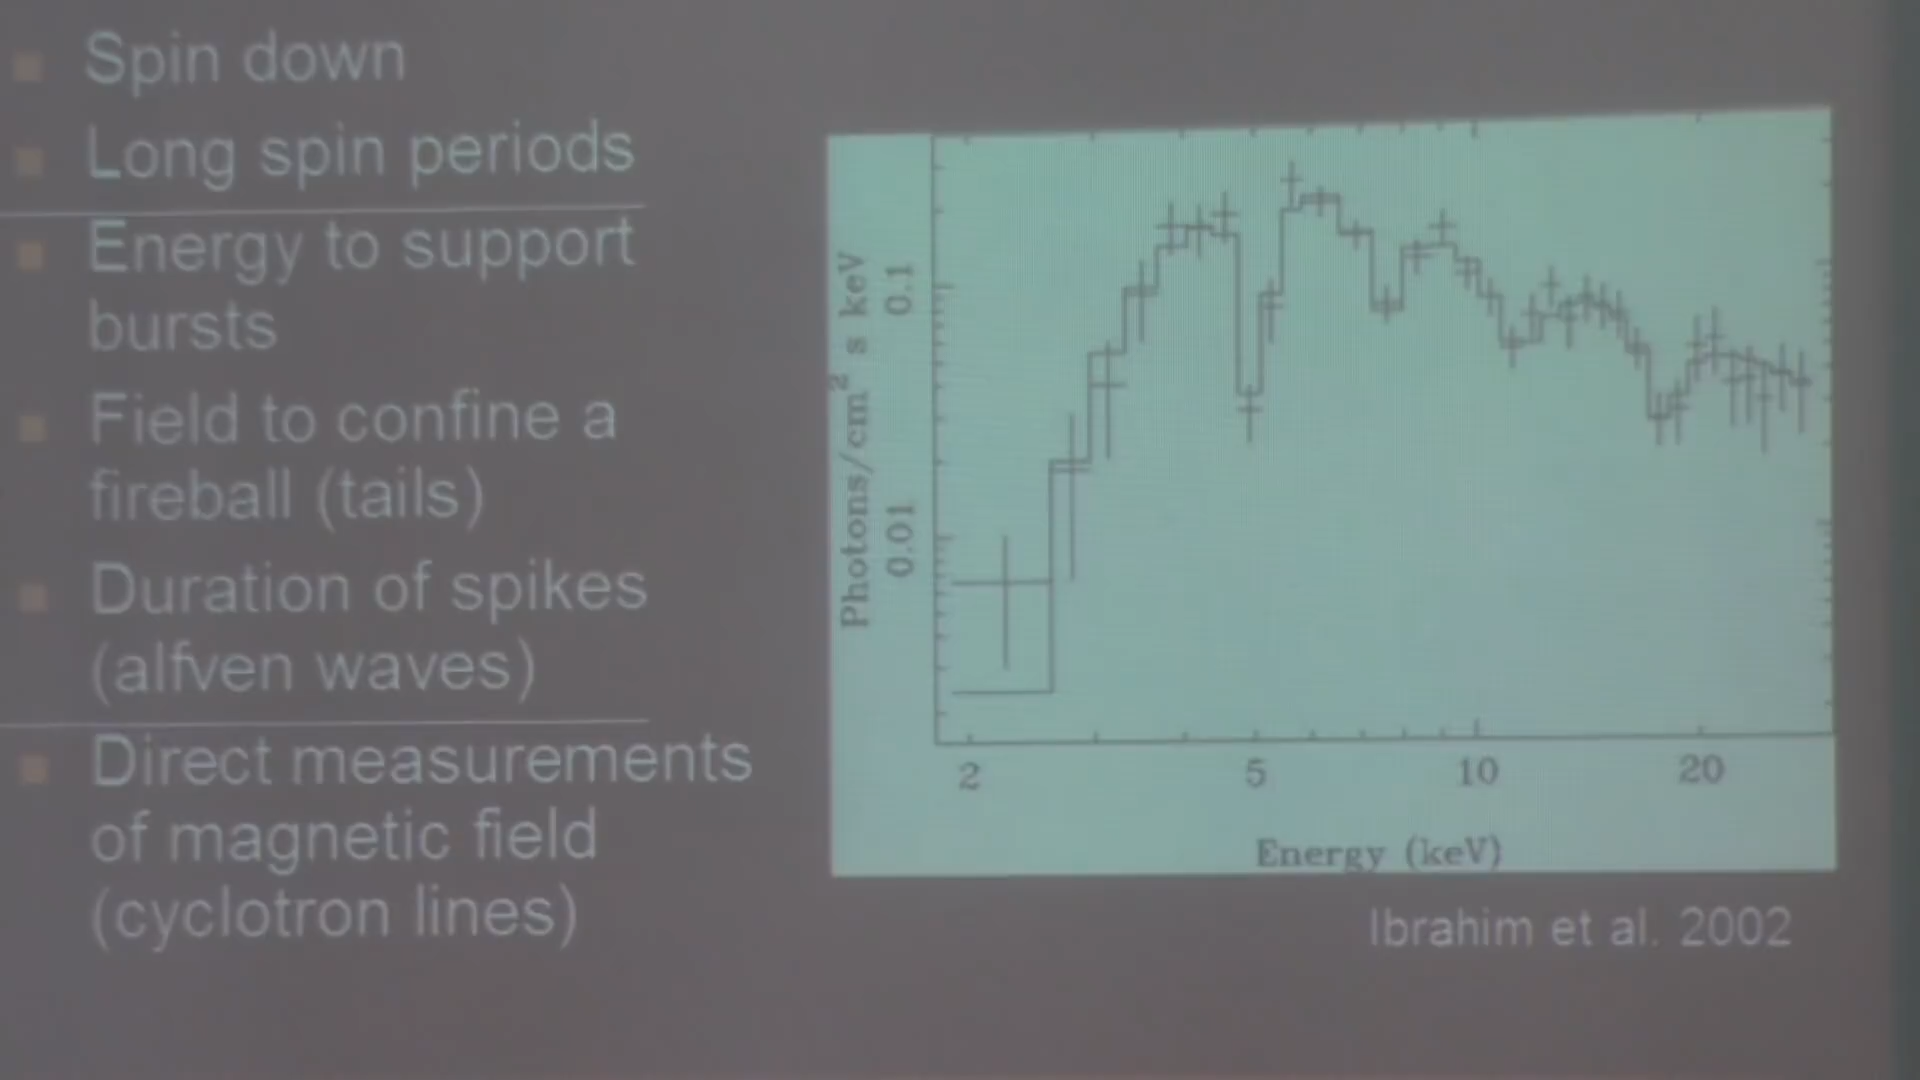 Spin down
Long spin periods
Energy to support
bursts
Field to confine a
fireball (tails)
Duration of spikes
(alfven waves)
Direct measurements
of magnetic field
(cyclotron lines)
Photons/cm² s keV
0.1
0.01
2 5 10 20
Energy (keV)
Ibrahim et al. 2002